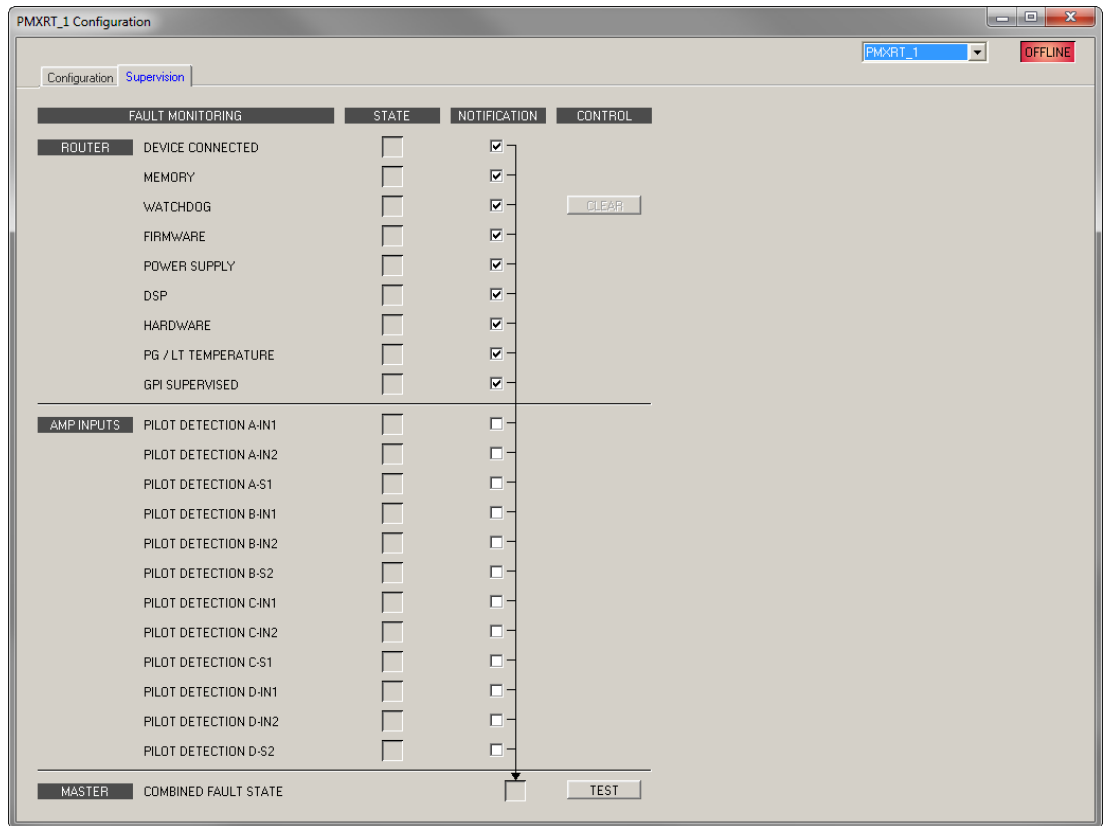 PMXRT_1 Configuration
PMXRT_1 OFFLINE
Configuration Supervision
FAULT MONITORING STATE NOTIFICATION CONTROL
ROUTER DEVICE CONNECTED
MEMORY
WATCHDOG CLEAR
FIRMWARE
POWER SUPPLY
DSP
HARDWARE
PG / LT TEMPERATURE
GPI SUPERVISED
AMP INPUTS PILOT DETECTION A-IN1
PILOT DETECTION A-IN2
PILOT DETECTION A-S1
PILOT DETECTION B-IN1
PILOT DETECTION B-IN2
PILOT DETECTION B-S2
PILOT DETECTION C-IN1
PILOT DETECTION C-IN2
PILOT DETECTION C-S1
PILOT DETECTION D-IN1
PILOT DETECTION D-IN2
PILOT DETECTION D-S2
MASTER COMBINED FAULT STATE TEST